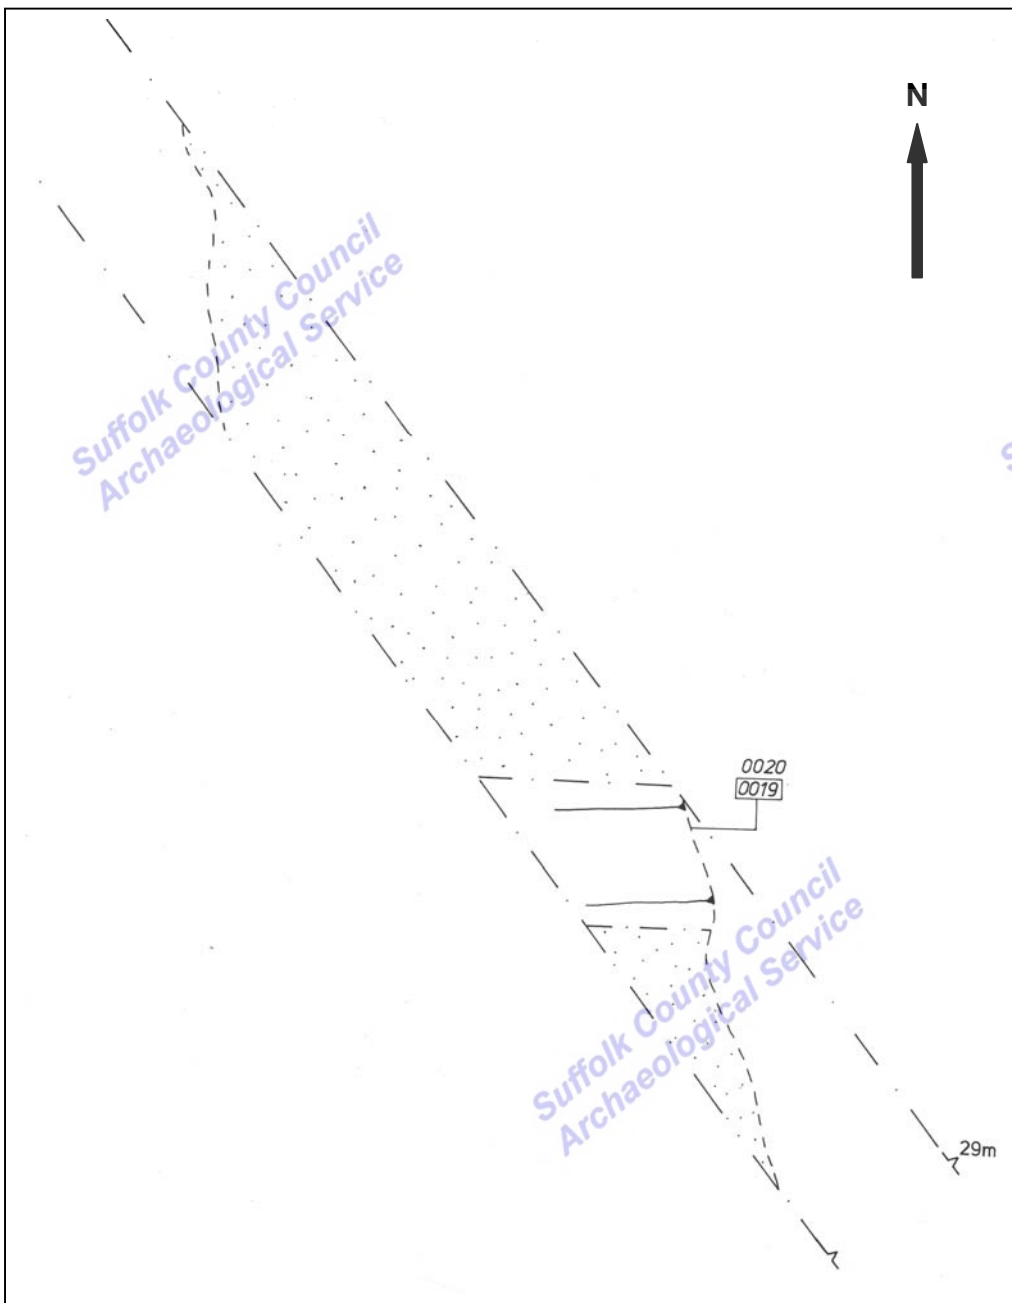 N
Suffolk County Council
Archaeological Service
S
0020
0019
Suffolk County Council
Archaeological Service
29m